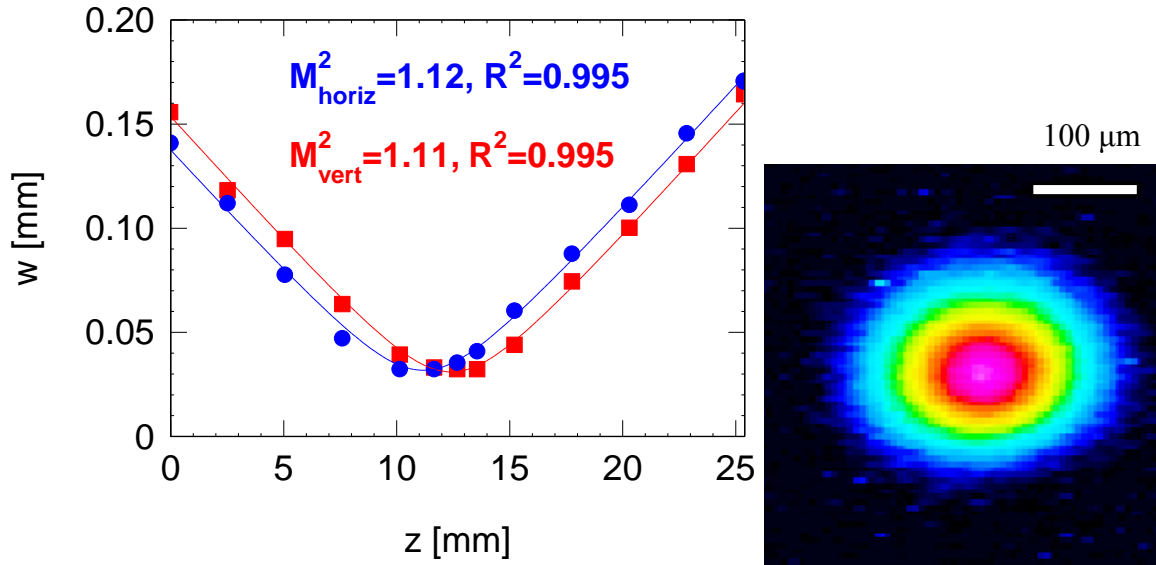 0.20
M²horiz=1.12, R²=0.995
0.15
M²vert=1.11, R²=0.995
100 μm
w [mm]
0.10
0.05
0
0 5 10 15 20 25
z [mm]